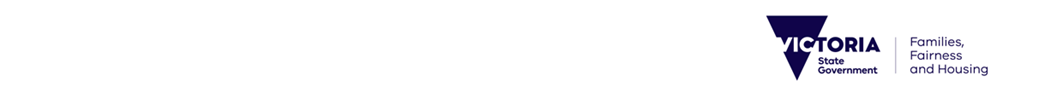 VICTORIA
State
Government
Families,
Fairness
and Housing